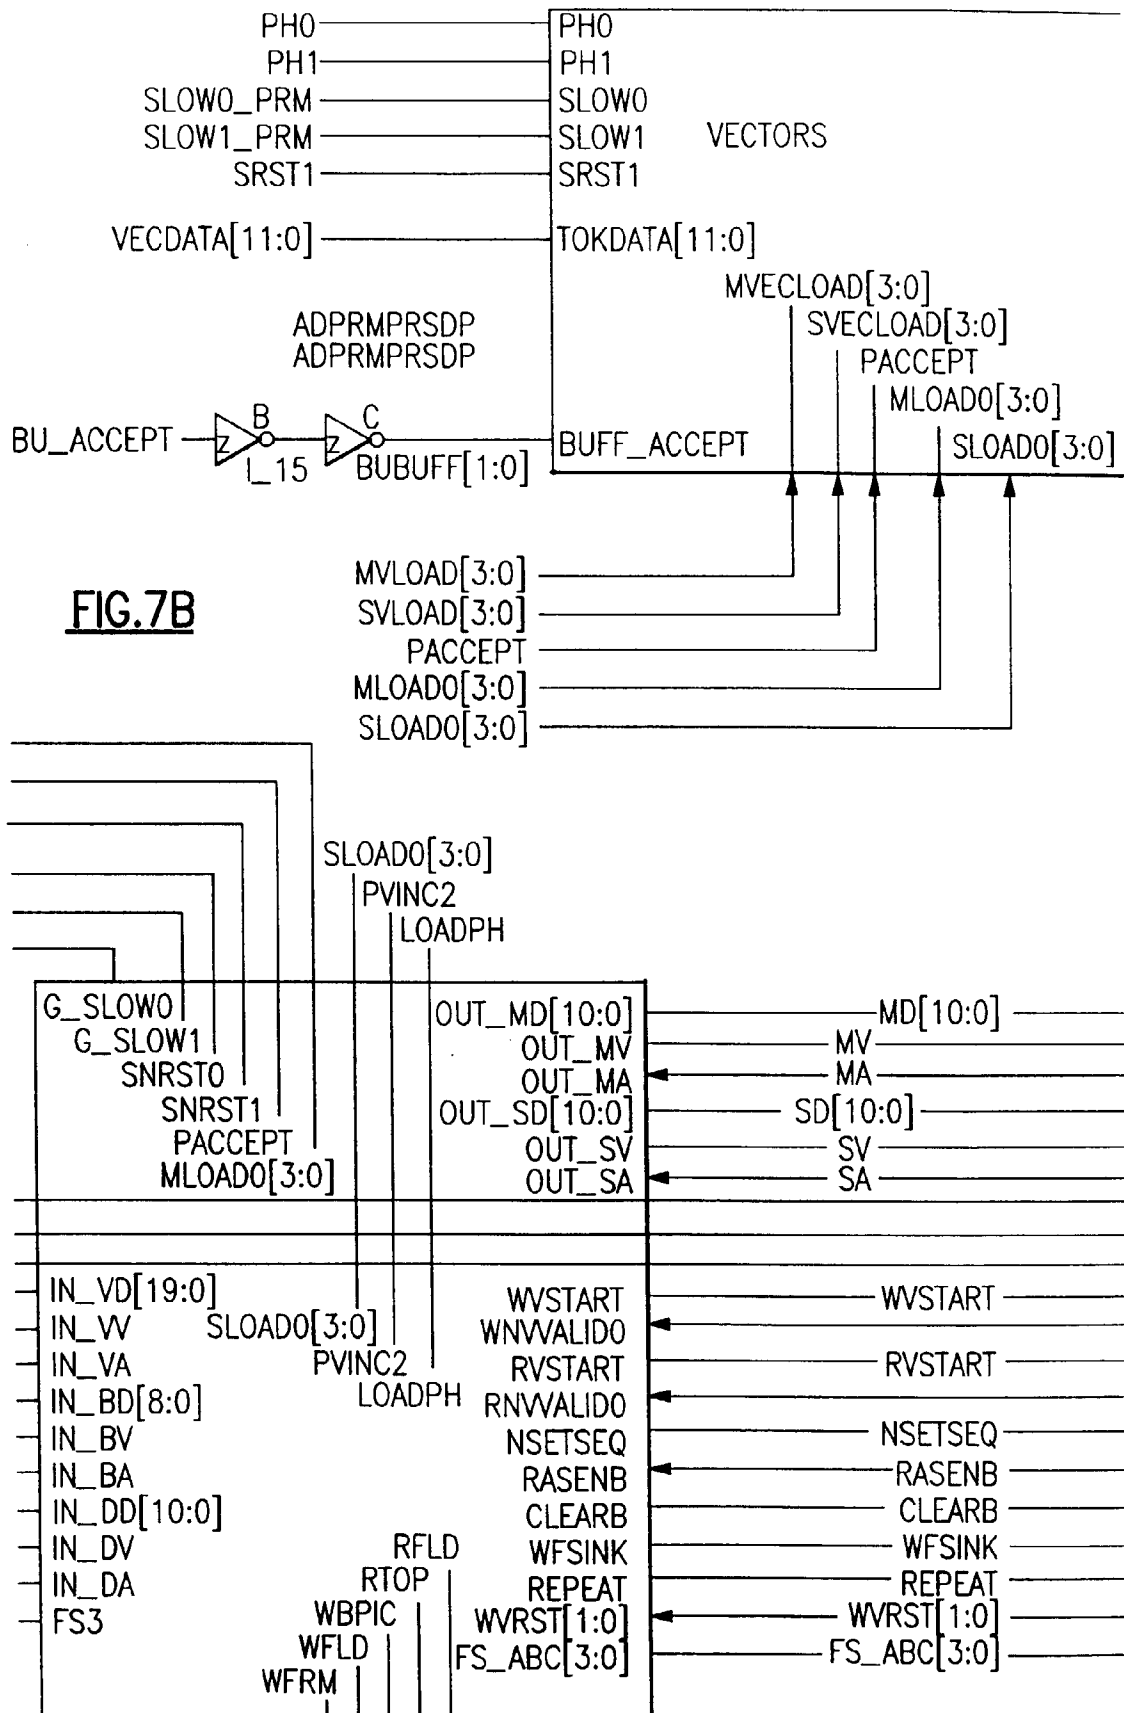 PH0 PH0
PH1 PH1
SLOW0_PRM SLOW0
SLOW1_PRM SLOW1 VECTORS
SRST1 SRST1
VECDATA[11:0] TOKDATA[11:0]
MVECLOAD[3:0]
SVECLOAD[3:0]
ADPRMPRSDP
ADPRMPRSDP
PACCEPT
MLOAD0[3:0]
B C
BU_ACCEPT Z Z BUFF_ACCEPT SLOAD0[3:0]
I_15 BUBUFF[1:0]
MVLOAD[3:0]
FIG.7B
SVLOAD[3:0]
PACCEPT
MLOAD0[3:0]
SLOAD0[3:0]
SLOAD0[3:0]
PVINC2
LOADPH
G_SLOW0 OUT_MD[10:0] MD[10:0]
G_SLOW1 OUT_MV MV
SNRST0 OUT_MA MA
SNRST1 OUT_SD[10:0] SD[10:0]
PACCEPT OUT_SV SV
MLOAD0[3:0] OUT_SA SA
IN_VD[19:0] WVSTART WVSTART
IN_VV SLOAD0[3:0] WNVVALIDO
IN_VA PVINC2 RVSTART RVSTART
IN_BD[8:0] LOADPH RNVVALIDO
IN_BV NSETSEQ NSETSEQ
IN_BA RASENB RASENB
IN_DD[10:0] CLEARB CLEARB
IN_DV RFLD WFSINK WFSINK
IN_DA RTOP REPEAT REPEAT
FS3 WBPIC WVRST[1:0] WVRST[1:0]
WFLD FS_ABC[3:0] FS_ABC[3:0]
WFRM